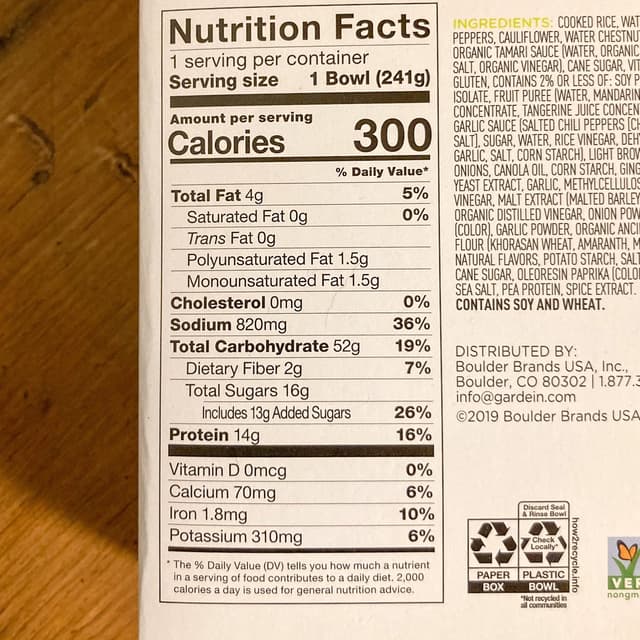 Nutrition Facts
1 serving per container
Serving size 1 Bowl (241g)
Amount per serving
Calories 300
% Daily Value*
Total Fat 4g 5%
Saturated Fat 0g 0%
Trans Fat 0g
Polyunsaturated Fat 1.5g
Monounsaturated Fat 1.5g
Cholesterol 0mg 0%
Sodium 820mg 36%
Total Carbohydrate 52g 19%
Dietary Fiber 2g 7%
Total Sugars 16g
Includes 13g Added Sugars 26%
Protein 14g 16%
Vitamin D 0mcg 0%
Calcium 70mg 6%
Iron 1.8mg 10%
Potassium 310mg 6%
* The % Daily Value (DV) tells you how much a nutrient
in a serving of food contributes to a daily diet. 2,000
calories a day is used for general nutrition advice.
INGREDIENTS: COOKED RICE, WAT
PEPPERS, CAULIFLOWER, WATER CHESTNU
ORGANIC TAMARI SAUCE (WATER, ORGANIC
SALT, ORGANIC VINEGAR), CANE SUGAR, VIT
GLUTEN, CONTAINS 2% OR LESS OF: SOY P
ISOLATE, FRUIT PUREE (WATER, MANDARIN
CONCENTRATE, TANGERINE JUICE CONCEN
GARLIC SAUCE (SALTED CHILI PEPPERS [CH
SALT], SUGAR, WATER, RICE VINEGAR, DEH
GARLIC, SALT, CORN STARCH), LIGHT BROW
ONIONS, CANOLA OIL, CORN STARCH, GING
YEAST EXTRACT, GARLIC, METHYLCELLULOS
VINEGAR, MALT EXTRACT (MALTED BARLEY
ORGANIC DISTILLED VINEGAR, ONION POW
(COLOR), GARLIC POWDER, ORGANIC ANCI
FLOUR (KHORASAN WHEAT, AMARANTH, M
NATURAL FLAVORS, POTATO STARCH, SALT
CANE SUGAR, OLEORESIN PAPRIKA (COLO
SEA SALT, PEA PROTEIN, SPICE EXTRACT.
CONTAINS SOY AND WHEAT.
DISTRIBUTED BY:
Boulder Brands USA, Inc.,
Boulder, CO 80302 | 1.877.3
info@gardein.com
©2019 Boulder Brands USA
Discard Seal
& Rinse Bowl
Check
Locally*
PAPER
BOX
PLASTIC
BOWL
*Not recycled in
all communities
how2recycle.info
VER
nongm